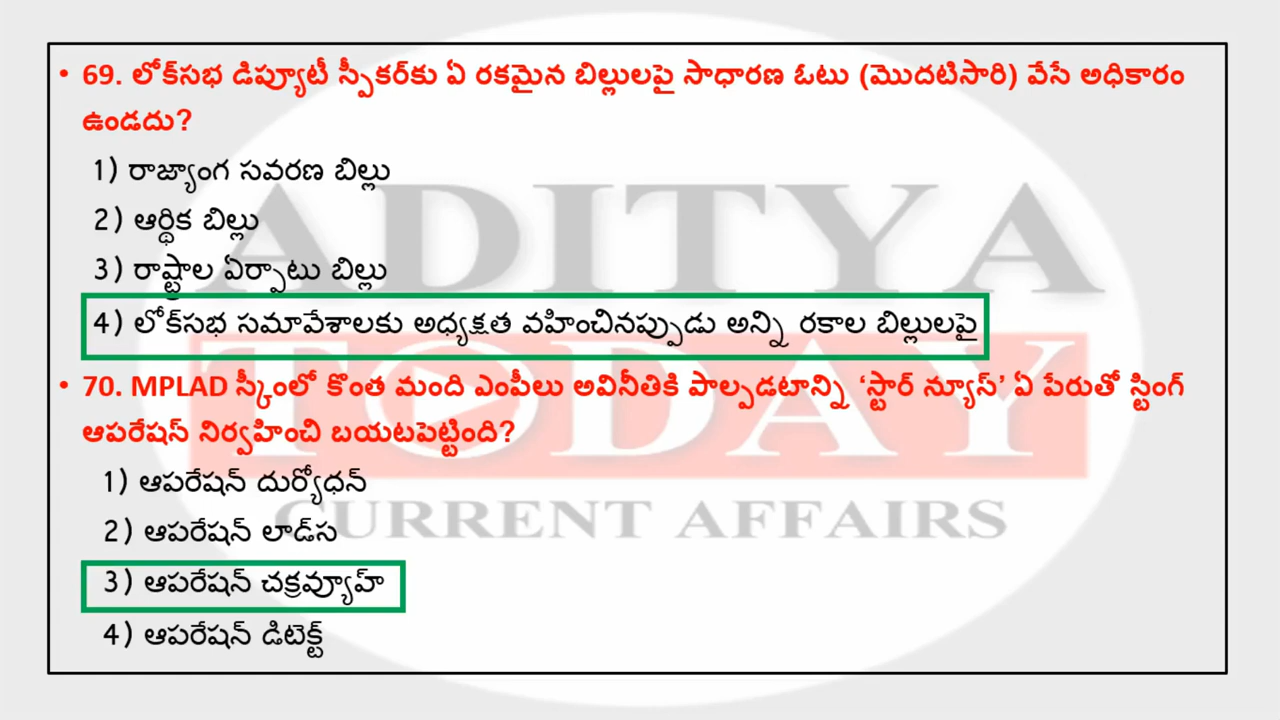 • 69. లోక్‌సభ డిప్యూటీ స్పీకర్‌కు ఏ రకమైన బిల్లులపై సాధారణ ఓటు (మొదటిసారి) వేసే అధికారం
ఉండదు?
1) రాజ్యాంగ సవరణ బిల్లు
2) ఆర్థిక బిల్లు
3) రాష్ట్రాల ఏర్పాటు బిల్లు
4) లోక్‌సభ సమావేశాలకు అధ్యక్షత వహించినప్పుడు అన్ని రకాల బిల్లులపై
• 70. MPLAD స్కీంలో కొంత మంది ఎంపీలు అవినీతికి పాల్పడటాన్ని ‘స్టార్ న్యూస్’ ఏ పేరుతో స్టింగ్
ఆపరేషన్ నిర్వహించి బయటపెట్టింది?
1) ఆపరేషన్ దుర్యోధన్
2) ఆపరేషన్ లాడ్‌స
3) ఆపరేషన్ చక్రవ్యూహ్
4) ఆపరేషన్ డిటెక్ట్
ADITYA
TODAY
CURRENT AFFAIRS